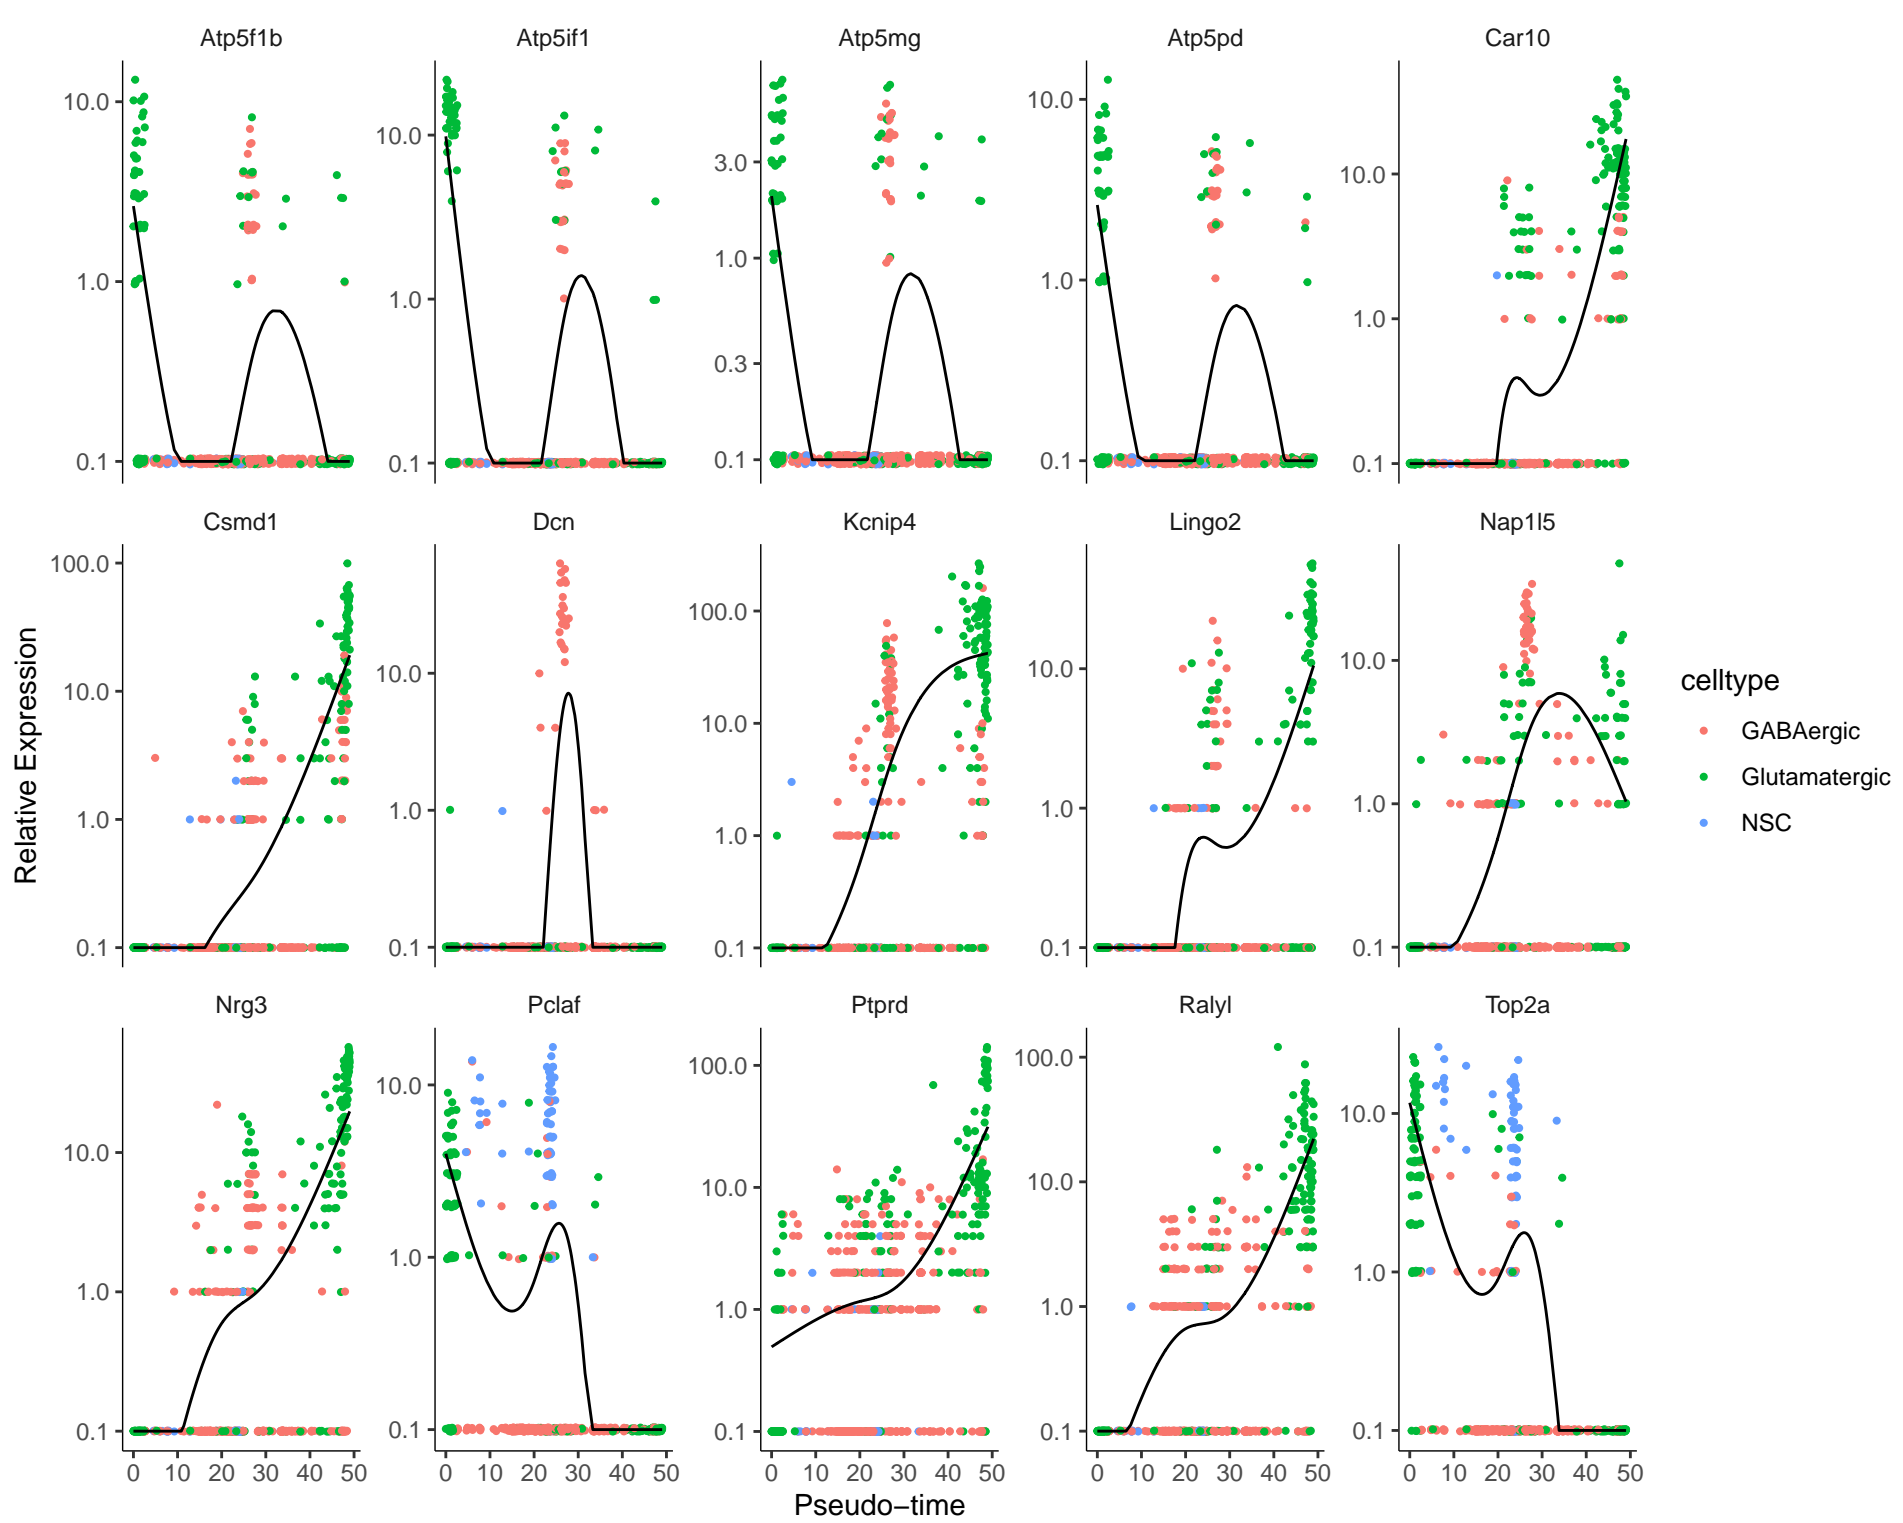 Atp5f1b Atp5if1 Atp5mg Atp5pd Car10
10.0 1.0 0.1
10.0 1.0 0.1
3.0 1.0 0.3 0.1
10.0 1.0 0.1
10.0 1.0 0.1
Csmd1 Dcn Kcnip4 Lingo2 Nap1l5
100.0 10.0 1.0 0.1
10.0 1.0 0.1
100.0 10.0 1.0 0.1
10.0 1.0 0.1
10.0 1.0 0.1
Nrg3 Pclaf Ptprd Ralyl Top2a
10.0 1.0 0.1
10.0 1.0 0.1
100.0 10.0 1.0 0.1
100.0 10.0 1.0 0.1
10.0 1.0 0.1
0 10 20 30 40 50
0 10 20 30 40 50
0 10 20 30 40 50
0 10 20 30 40 50
0 10 20 30 40 50
Pseudo−time
Relative Expression
celltype
GABAergic
Glutamatergic
NSC